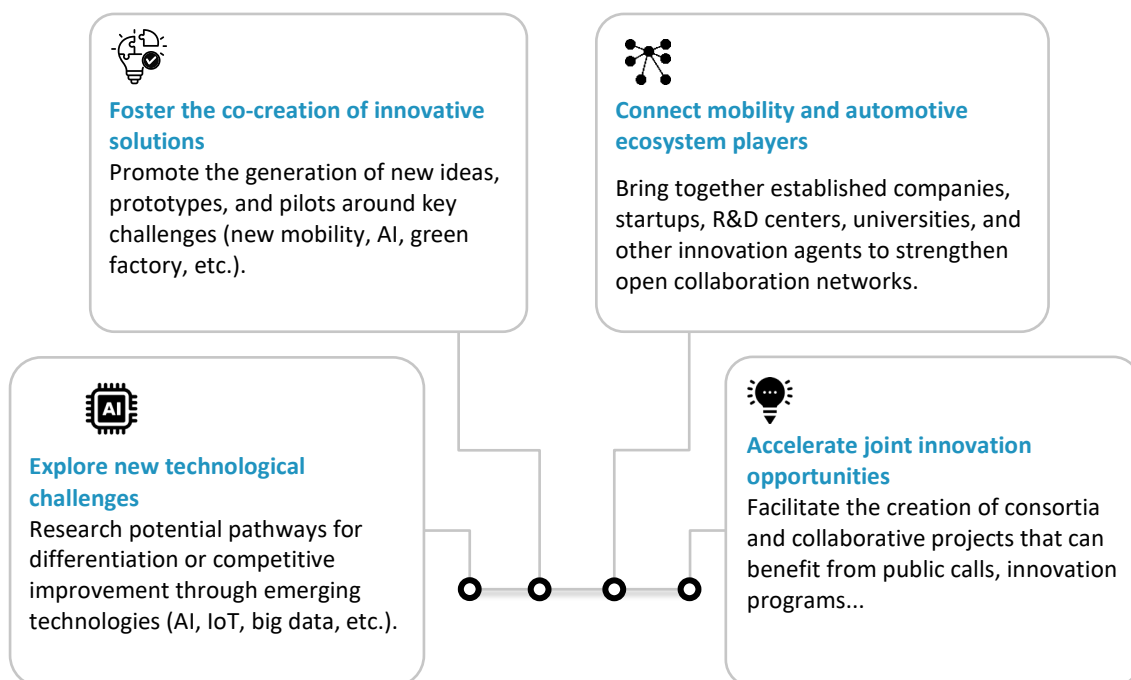 Foster the co-creation of innovative
solutions
Promote the generation of new ideas,
prototypes, and pilots around key
challenges (new mobility, AI, green
factory, etc.).
Connect mobility and automotive
ecosystem players
Bring together established companies,
startups, R&D centers, universities, and
other innovation agents to strengthen
open collaboration networks.
AI
Explore new technological
challenges
Research potential pathways for
differentiation or competitive
improvement through emerging
technologies (AI, IoT, big data, etc.).
Accelerate joint innovation
opportunities
Facilitate the creation of consortia
and collaborative projects that can
benefit from public calls, innovation
programs...